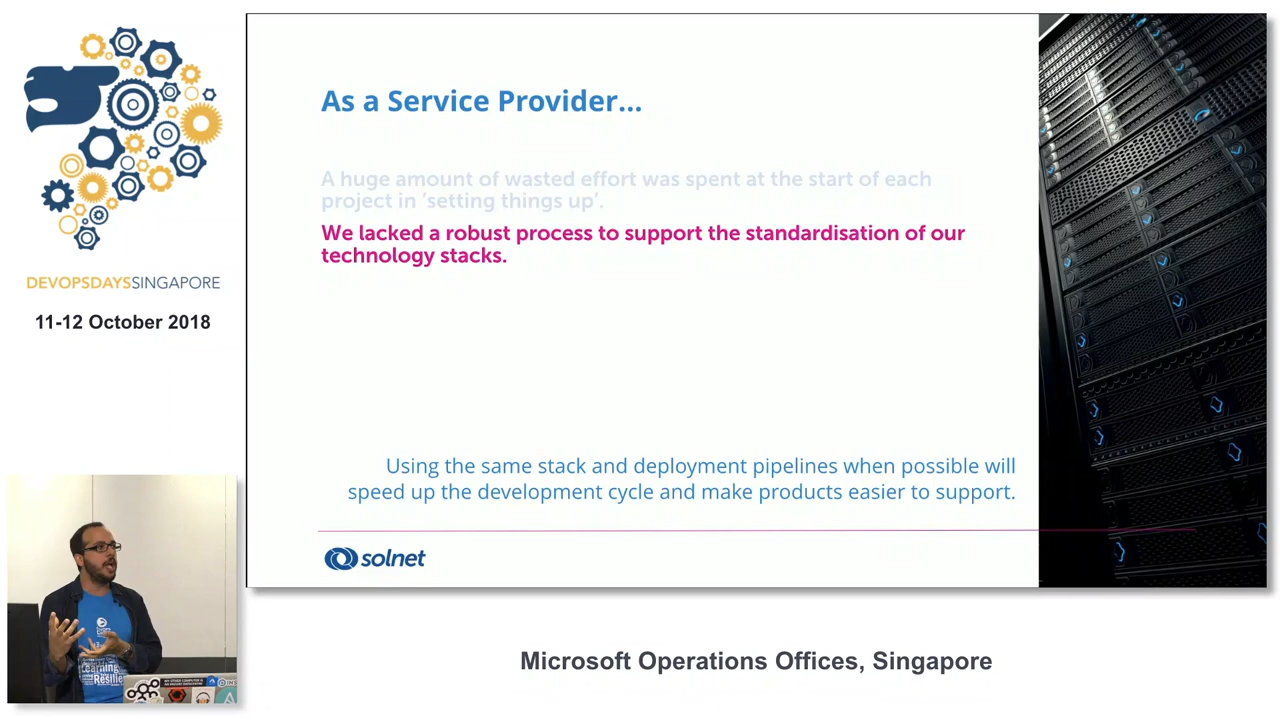 DEVOPSDAYSSINGAPORE
11-12 October 2018
As a Service Provider...
A huge amount of wasted effort was spent at the start of each
project in 'setting things up'.
We lacked a robust process to support the standardisation of our
technology stacks.
Using the same stack and deployment pipelines when possible will
speed up the development cycle and make products easier to support.
solnet
Learning
Microsoft Operations Offices, Singapore